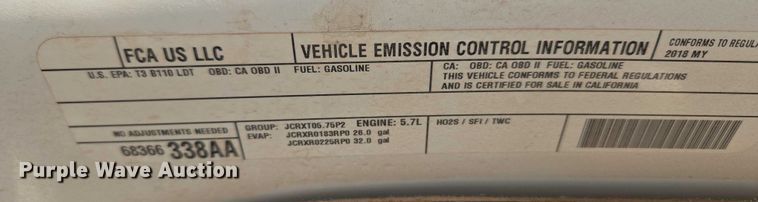 FCA US LLC
VEHICLE EMISSION CONTROL INFORMATION
CONFORMS TO REGUL
2018 MY
U.S. EPA: T3 B110 LDT OBD: CA OBD II FUEL: GASOLINE
CA: OBD: CA OBD II FUEL: GASOLINE
THIS VEHICLE CONFORMS TO FEDERAL REGULATIONS
AND IS CERTIFIED FOR SALE IN CALIFORNIA
NO ADJUSTMENTS NEEDED
68366 338AA
GROUP: JCRXT05.75P2 ENGINE: 5.7L
EVAP: JCRXR0183RP0 26.0 gal
JCRXR0225RP0 32.0 gal
HO2S / SFI / TWC
Purple Wave Auction